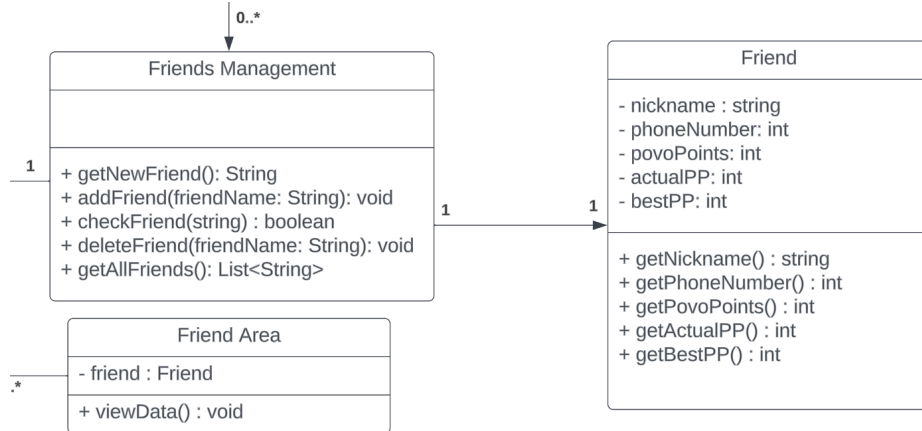 0..*
Friends Management
1
+ getNewFriend(): String
+ addFriend(friendName: String): void
+ checkFriend(string) : boolean
+ deleteFriend(friendName: String): void
+ getAllFriends(): List<String>
1
1
Friend
- nickname : string
- phoneNumber: int
- povoPoints: int
- actualPP: int
- bestPP: int
+ getNickname() : string
+ getPhoneNumber() : int
+ getPovoPoints() : int
+ getActualPP() : int
+ getBestPP() : int
Friend Area
- friend : Friend
.*
+ viewData() : void